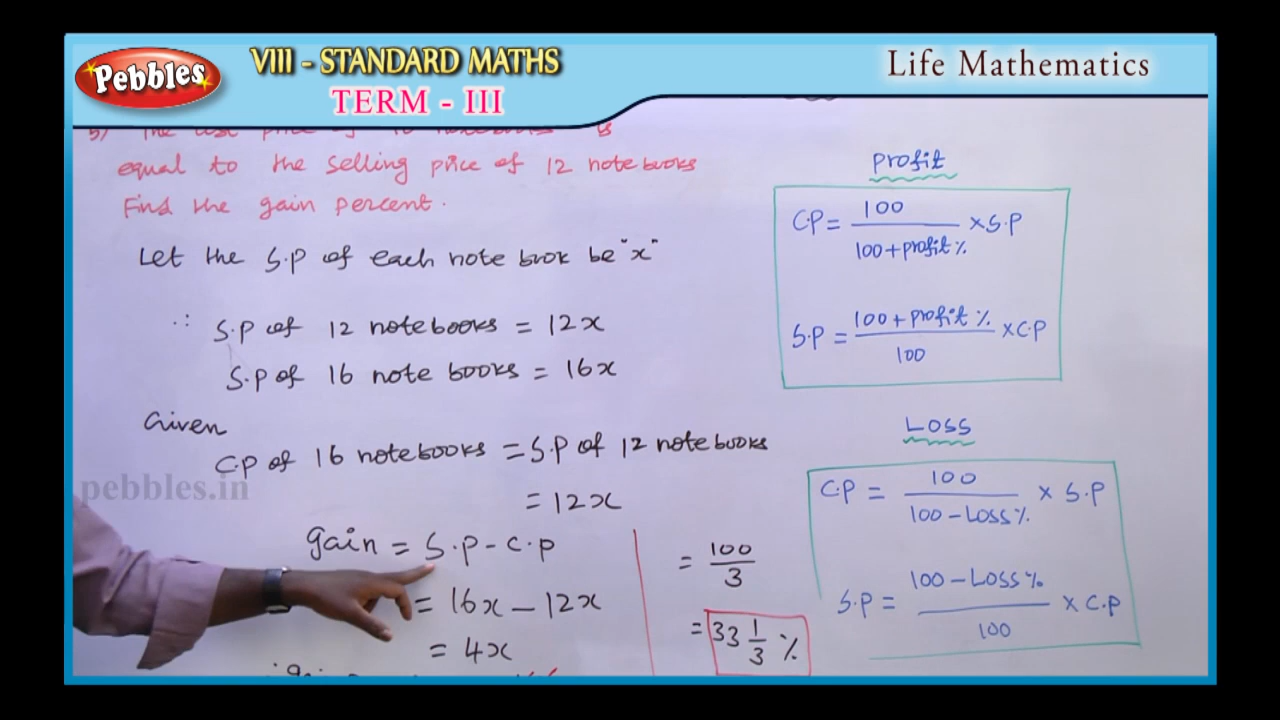 Pebbles
VIII - STANDARD MATHS
TERM - III
Life Mathematics
equal to the selling price of 12 notebooks
Find the gain percent.
Let the S.P of each note book be "x"
∴ S.P of 12 notebooks = 12x
S.P of 16 note books = 16x
Given
C.P of 16 notebooks = S.P of 12 notebooks
= 12x
gain = S.P - C.P
= 16x - 12x
= 4x
= 100/3
= 33 1/3 %
Profit
C.P = 100/100+profit% × S.P
S.P = 100+profit%/100 × C.P
Loss
C.P = 100/100-Loss% × S.P
S.P = 100-Loss%/100 × C.P
pebbles.in